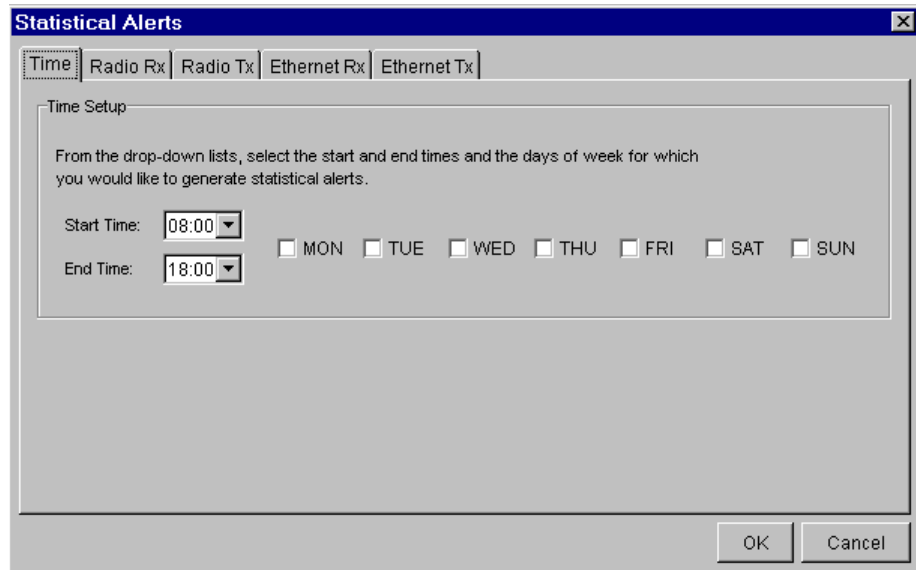 Statistical Alerts
Time Radio Rx Radio Tx Ethernet Rx Ethernet Tx
Time Setup
From the drop-down lists, select the start and end times and the days of week for which
you would like to generate statistical alerts.
Start Time: 08:00
MON TUE WED THU FRI SAT SUN
End Time: 18:00
OK Cancel